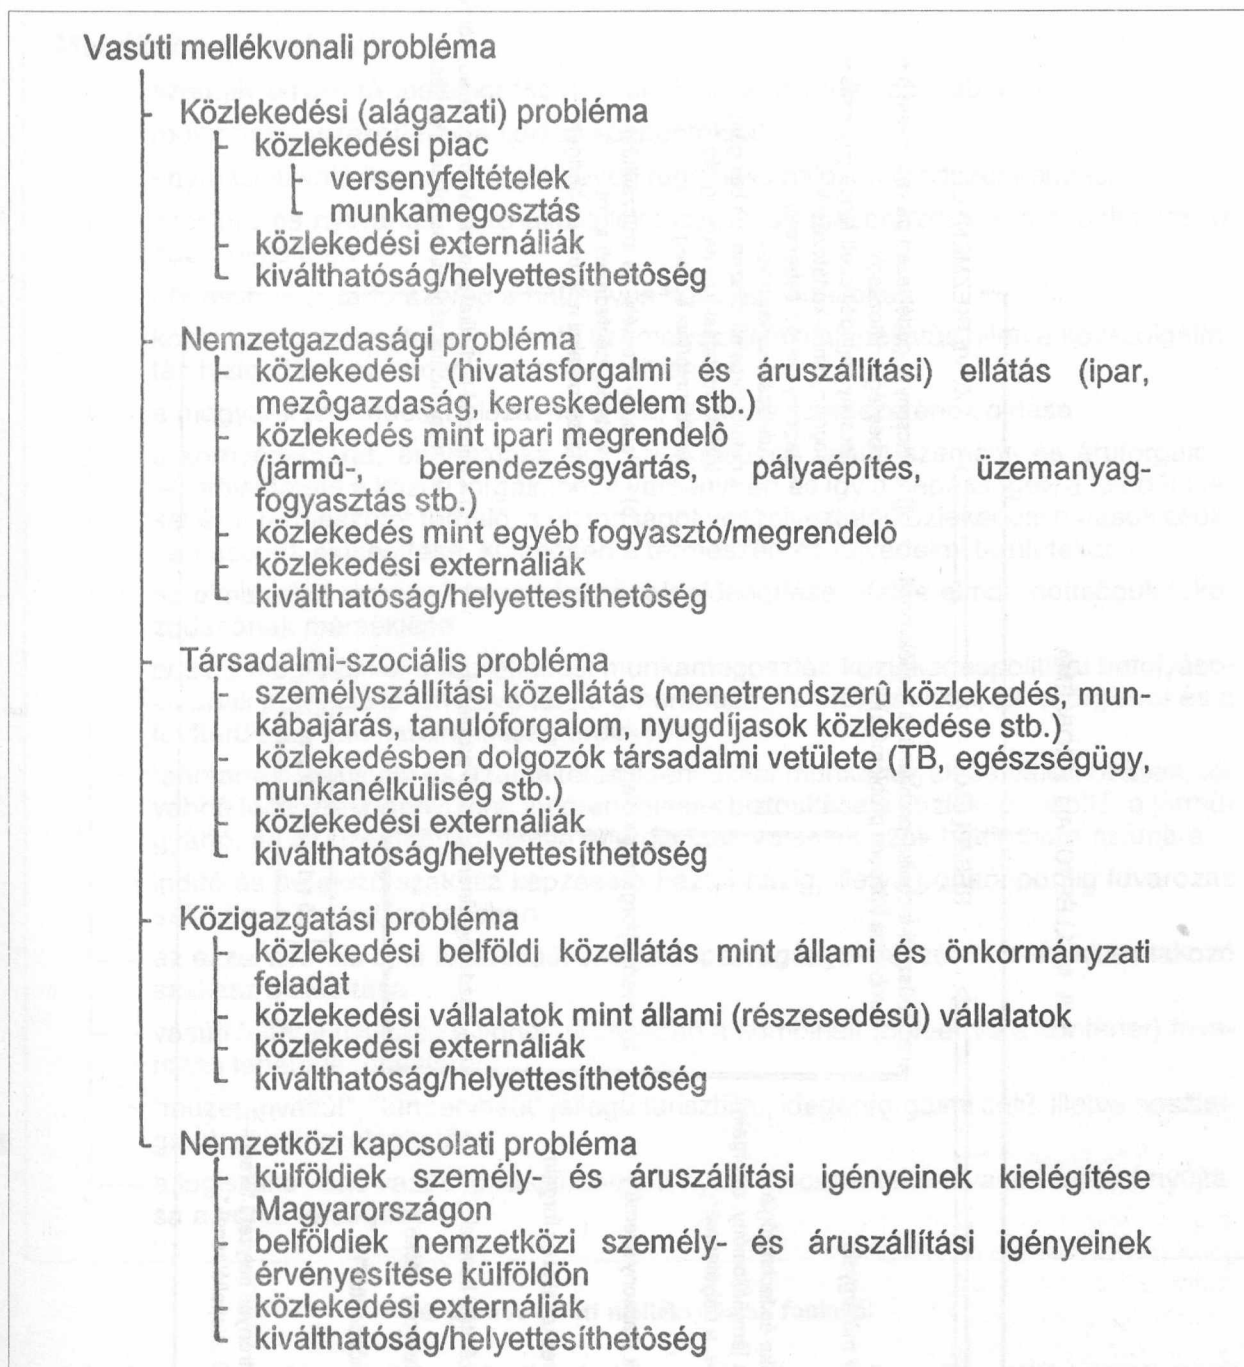 Vasúti mellékvonali probléma
Közlekedési (alágazati) probléma
közlekedési piac
versenyfeltételek
munkamegosztás
közlekedési externáliák
kiválthatóság/helyettesíthetôség
Nemzetgazdasági probléma
közlekedési (hivatásforgalmi és áruszállítási) ellátás (ipar,
mezôgazdaság, kereskedelem stb.)
közlekedés mint ipari megrendelô
(jármû-, berendezésgyártás, pályaépítés, üzemanyag-
fogyasztás stb.)
közlekedés mint egyéb fogyasztó/megrendelô
közlekedési externáliák
kiválthatóság/helyettesíthetôség
Társadalmi-szociális probléma
személyszállítási közellátás (menetrendszerû közlekedés, mun-
kábajárás, tanulóforgalom, nyugdíjasok közlekedése stb.)
közlekedésben dolgozók társadalmi vetülete (TB, egészségügy,
munkanélküliség stb.)
közlekedési externáliák
kiválthatóság/helyettesíthetôség
Közigazgatási probléma
közlekedési belföldi közellátás mint állami és önkormányzati
feladat
közlekedési vállalatok mint állami (részesedésû) vállalatok
közlekedési externáliák
kiválthatóság/helyettesíthetôség
Nemzetközi kapcsolati probléma
külföldiek személy- és áruszállítási igényeinek kielégítése
Magyarországon
belföldiek nemzetközi személy- és áruszállítási igényeinek
érvényesítése külföldön
közlekedési externáliák
kiválthatóság/helyettesíthetôség